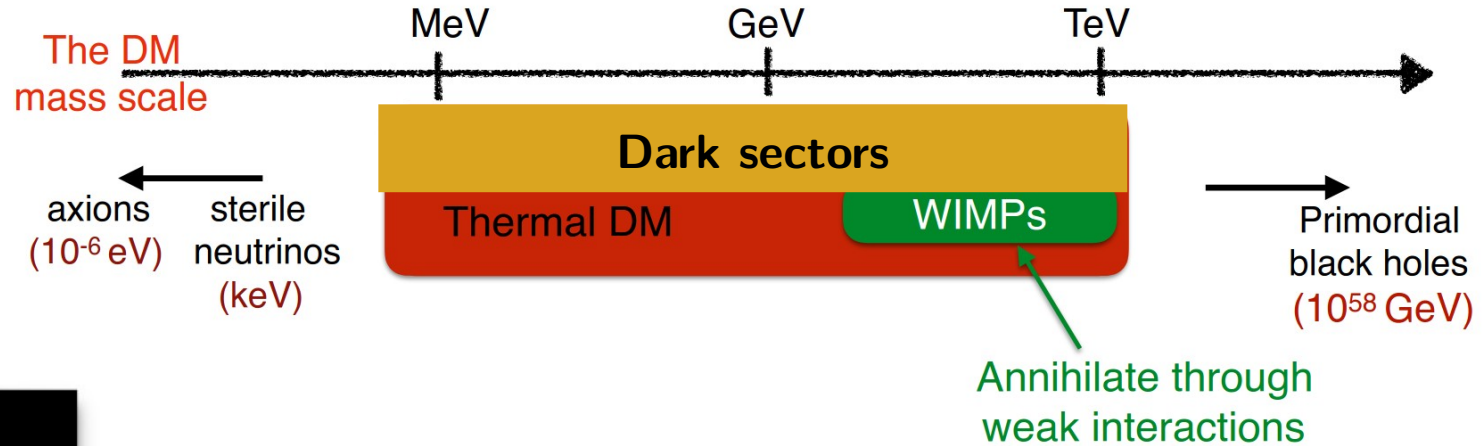 MeV GeV TeV
The DM
mass scale
Dark sectors
Thermal DM
WIMPs
axions
(10⁻⁶ eV)
sterile
neutrinos
(keV)
Primordial
black holes
(10⁵⁸ GeV)
Annihilate through
weak interactions